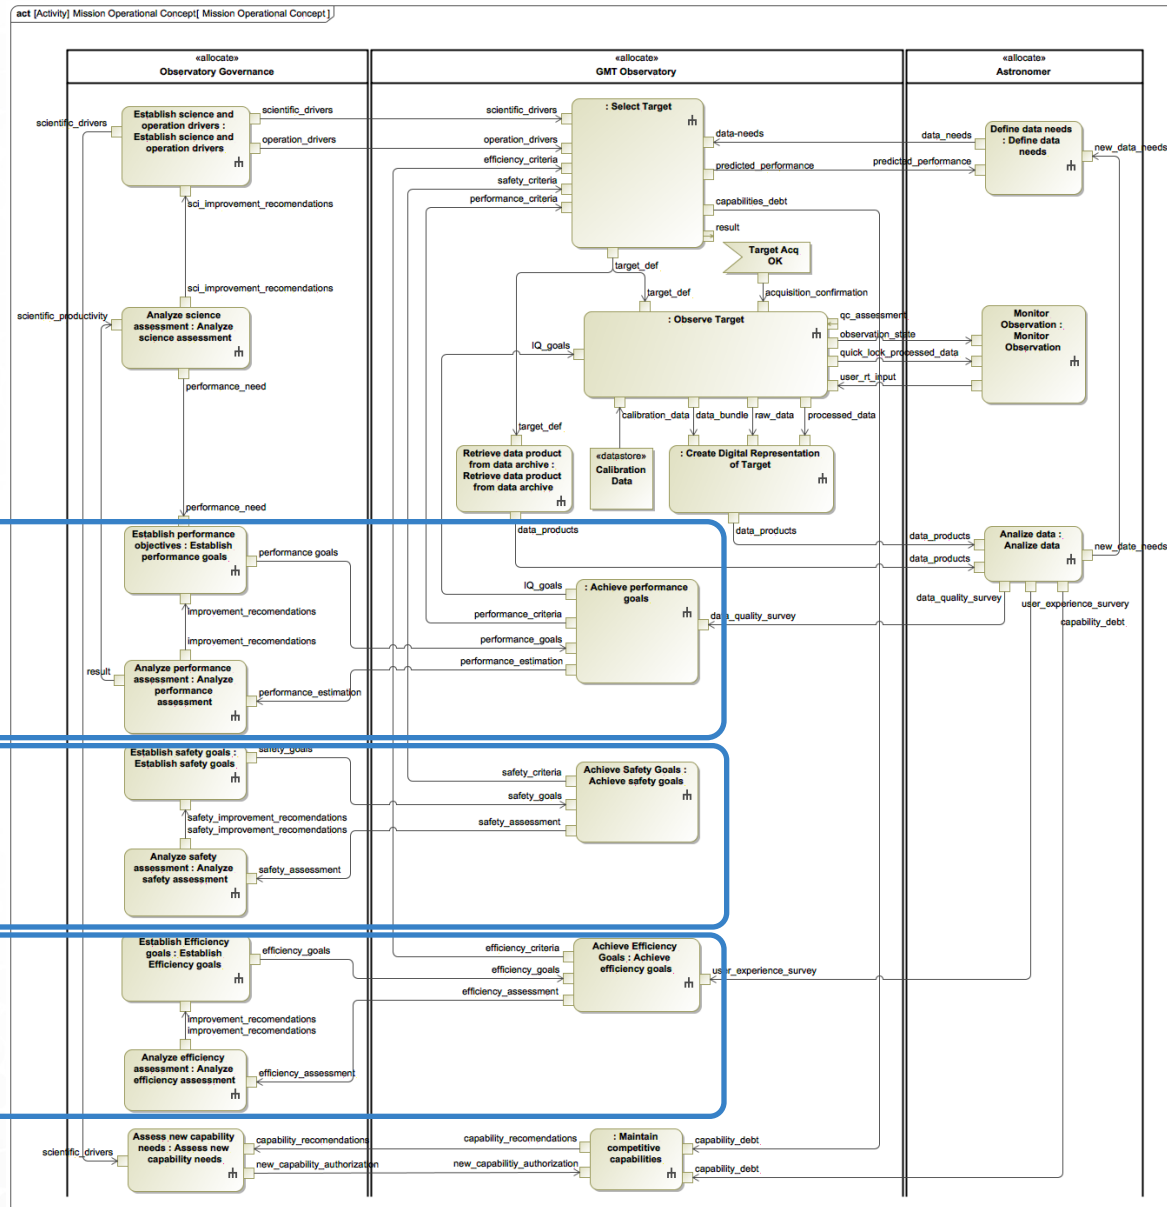 act [Activity] Mission Operational Concept[ Mission Operational Concept ]
«allocate»
Observatory Governance
«allocate»
GMT Observatory
«allocate»
Astronomer
scientific_drivers
Establish science and
operation drivers :
Establish science and
operation drivers
scientific_drivers
operation_drivers
sci_improvement_recomendations
scientific_drivers
operation_drivers
efficiency_criteria
safety_criteria
performance_criteria
: Select Target
data-needs
predicted_performance
capabilities_debt
result
data_needs
predicted_performance
Define data needs
: Define data
needs
new_data_needs
target_def
target_def
Target Acq
OK
acquisition_confirmation
sci_improvement_recomendations
scientific_productivity
Analyze science
assessment : Analyze
science assessment
performance_need
IQ_goals
: Observe Target
qc_assessment
observation_state
quick_lock_processed_data
user_rt_input
Monitor
Observation :
Monitor
Observation
calibration_data
data_bundle
raw_data
processed_data
target_def
Retrieve data product
from data archive :
Retrieve data product
from data archive
«datastore»
Calibration
Data
: Create Digital Representation
of Target
data_products
data_products
performance_need
Establish performance
objectives : Establish
performance goals
performance goals
improvement_recomendations
improvement_recomendations
result
Analyze performance
assessment : Analyze
performance
assessment
performance_estimation
IQ_goals
performance_criteria
performance_goals
performance_estimation
: Achieve performance
goals
data_quality_survey
data_products
data_products
Analize data :
Analize data
new_date_needs
data_quality_survey
user_experience_survery
capability_debt
Establish safety goals :
Establish safety goals
safety_goals
safety_improvement_recomendations
safety_improvement_recomendations
Analyze safety
assessment : Analyze
safety assessment
safety_assessment
safety_criteria
safety_goals
safety_assessment
Achieve Safety Goals :
Achieve safety goals
Establish Efficiency
goals : Establish
Efficiency goals
efficiency_goals
improvement_recomendations
improvement_recomendations
Analyze efficiency
assessment : Analyze
efficiency assessment
efficiency_assessment
efficiency_criteria
efficiency_goals
efficiency_assessment
Achieve Efficiency
Goals : Achieve
efficiency goals
user_experience_survey
scientific_drivers
Assess new capability
needs : Assess new
capability needs
capability_recomendations
new_capability_authorization
capability_recomendations
new_capabilitiy_authorization
: Maintain
competitive
capabilities
capability_debt
capability_debt